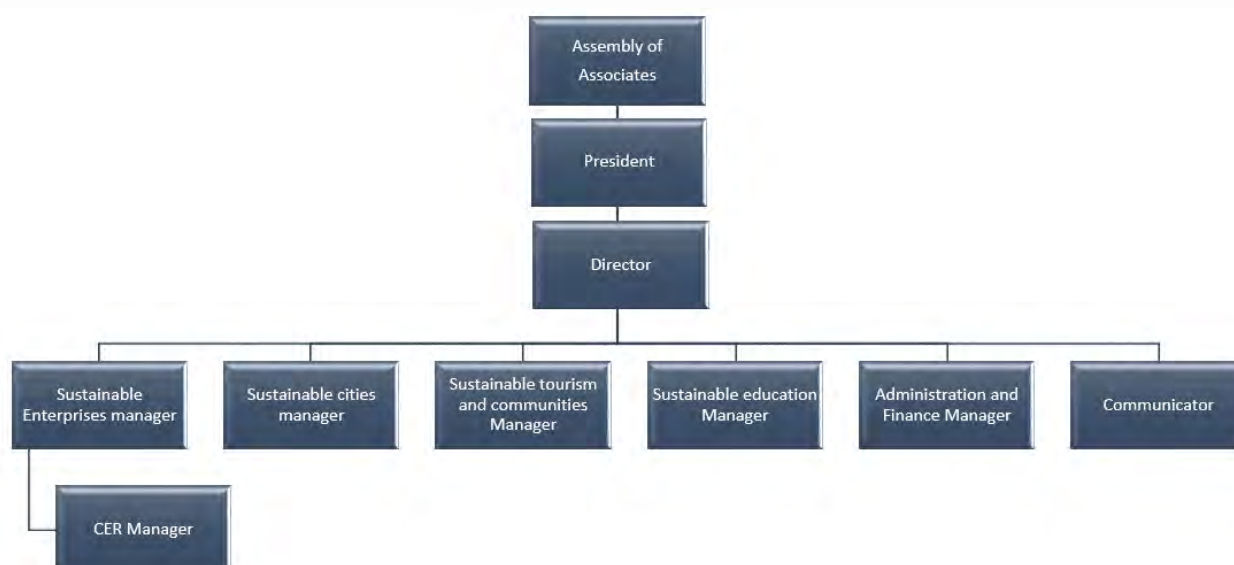 Assembly of
Associates
President
Director
Sustainable
Enterprises manager
Sustainable cities
manager
Sustainable tourism
and communities
Manager
Sustainable education
Manager
Administration and
Finance Manager
Communicator
CER Manager